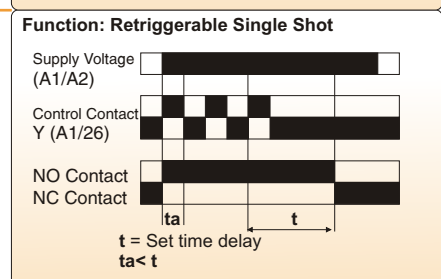 Function: Retriggerable Single Shot
Supply Voltage
(A1/A2)
Control Contact
Y (A1/26)
NO Contact
NC Contact
ta
t
t = Set time delay
ta< t